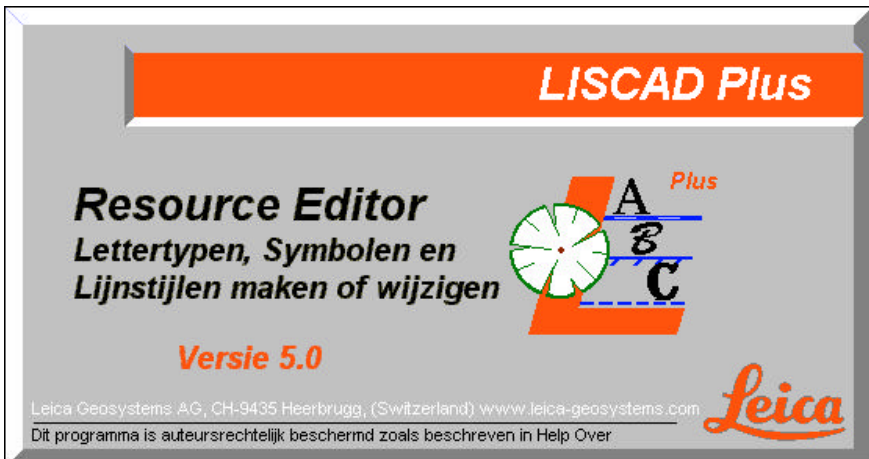 LISCAD Plus
Resource Editor
Lettertypen, Symbolen en
Lijnstijlen maken of wijzigen
Plus
A
B
C
Versie 5.0
Leica Geosystems AG, CH-9435 Heerbrugg, (Switzerland) www.leica-geosystems.com
Dit programma is auteursrechtelijk beschermd zoals beschreven in Help Over
Leica